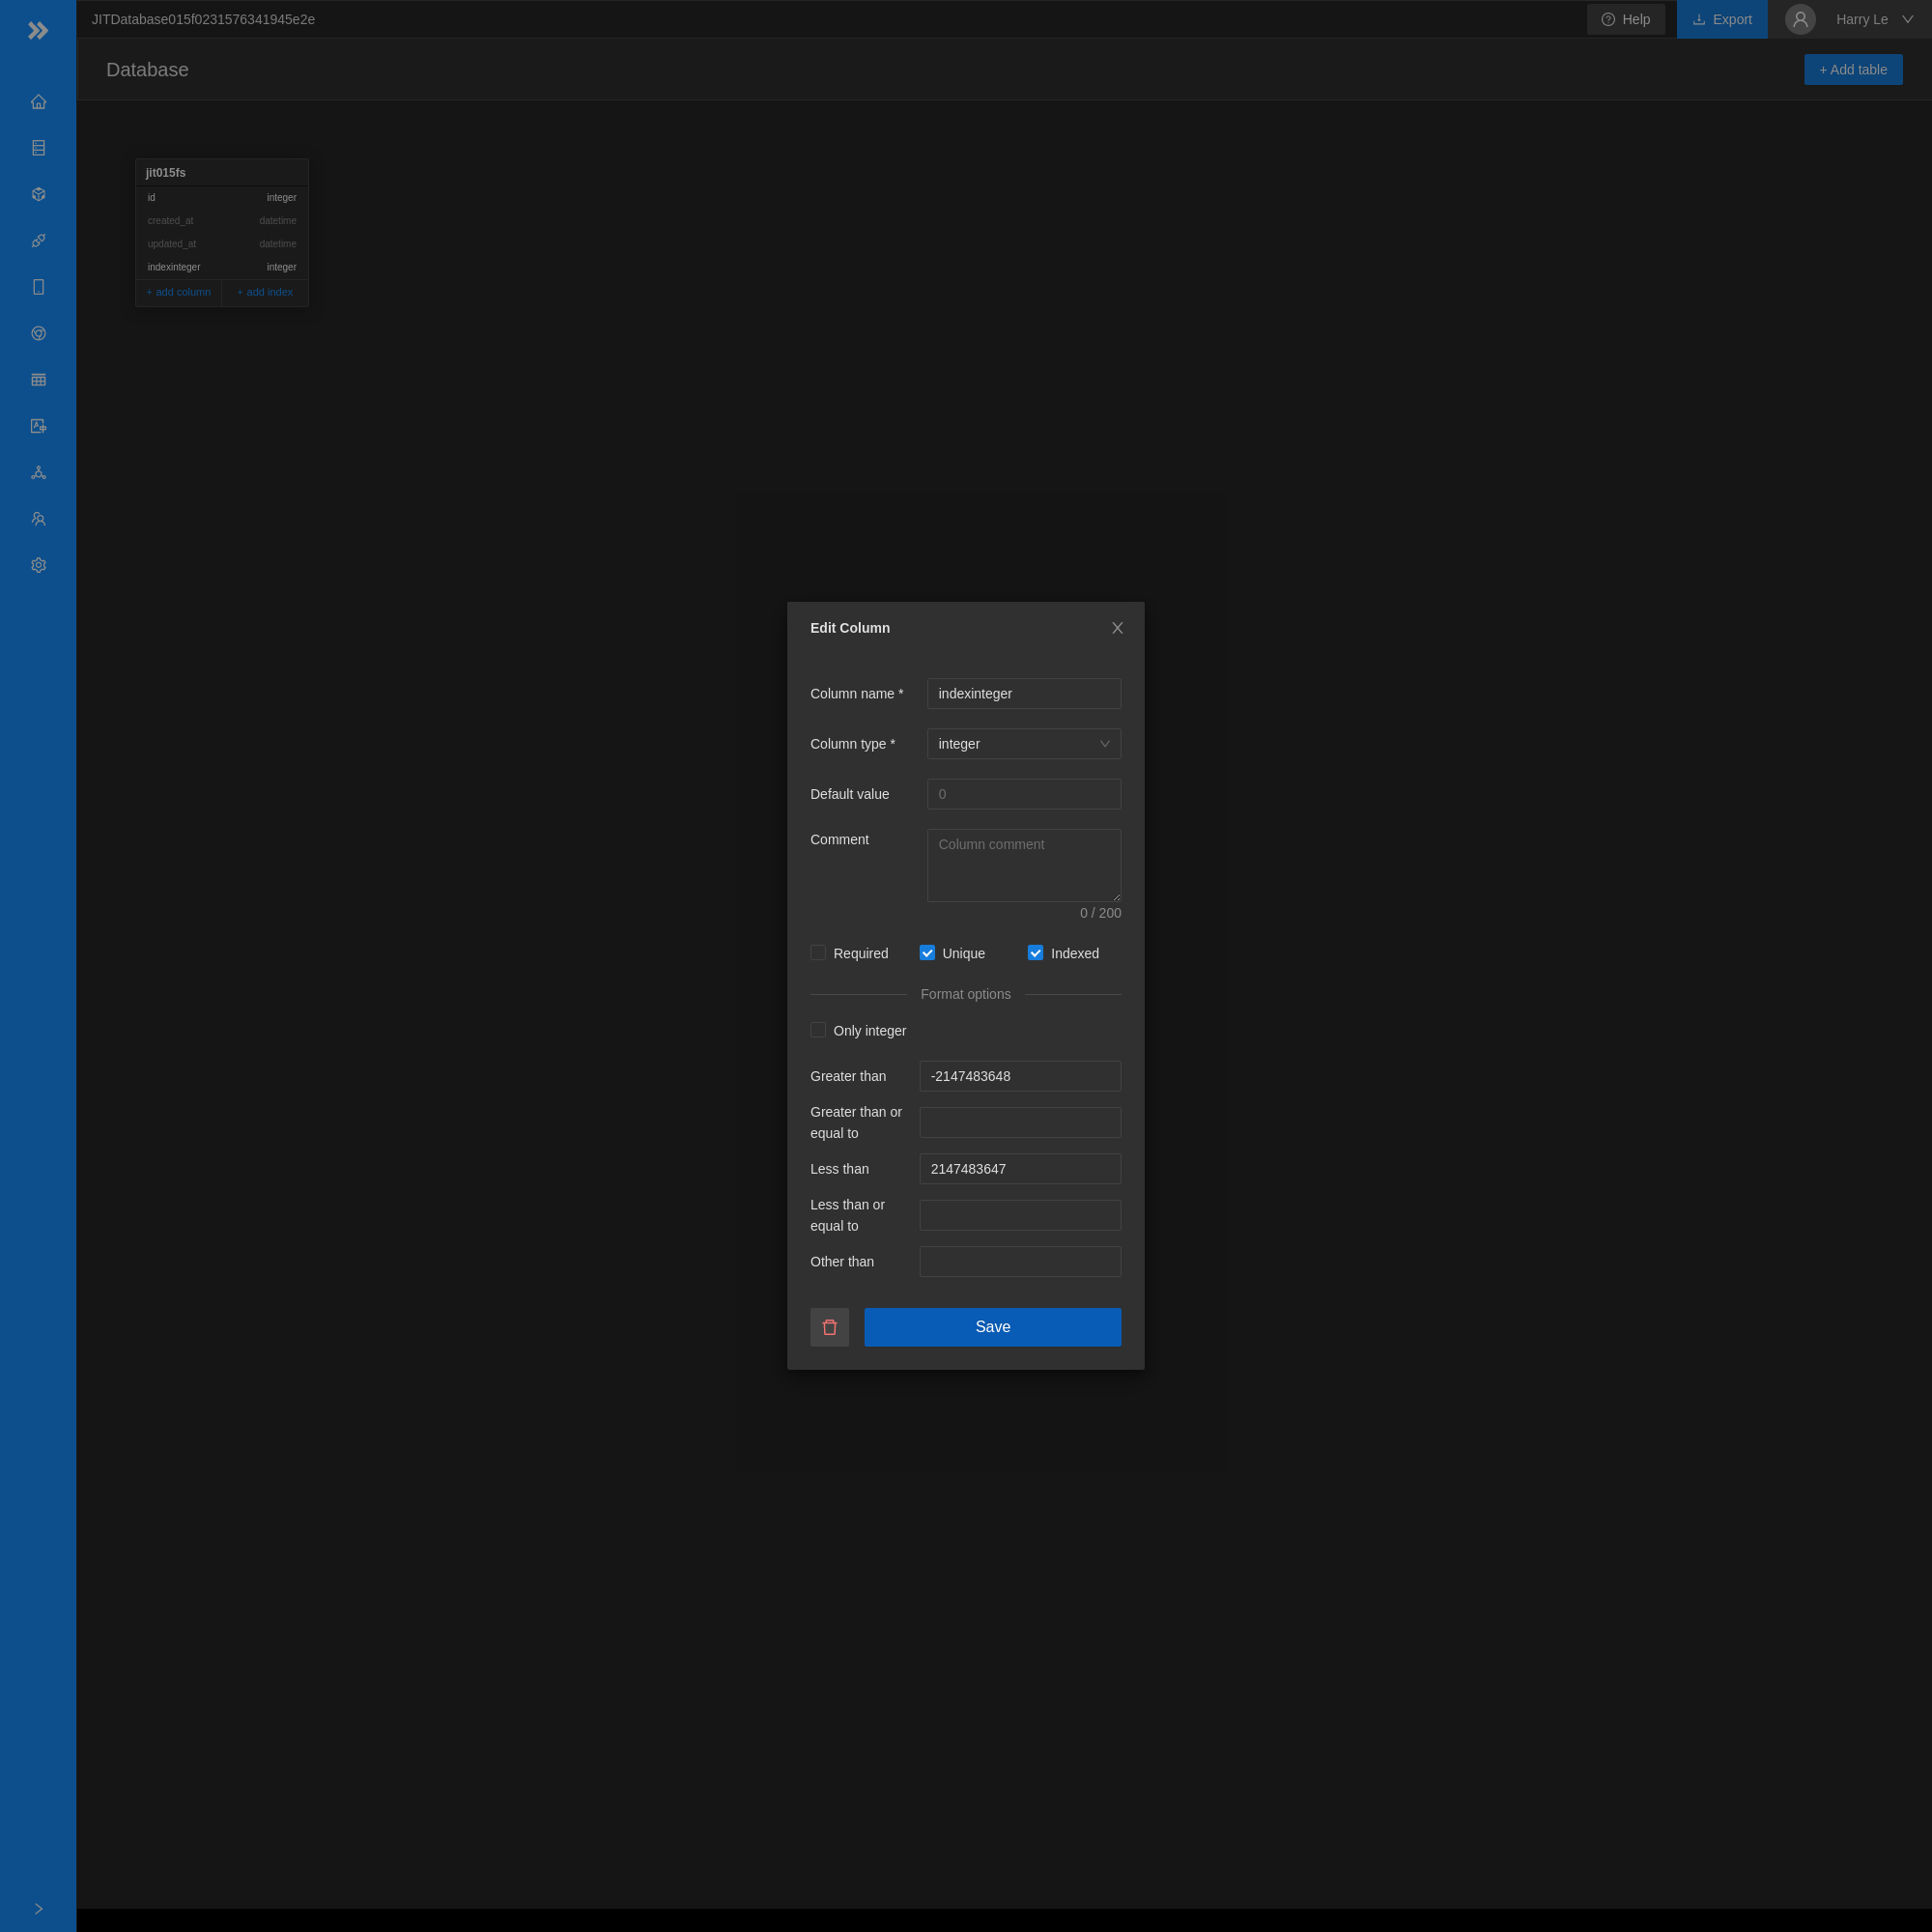 JITDatabase015f0231576341945e2e
Help
Export
Harry Le
Database
+ Add table
jit015fs
id integer
created_at datetime
updated_at datetime
indexinteger integer
+ add column + add index
Edit Column
Column name * indexinteger
Column type * integer
Default value 0
Comment Column comment
0 / 200
Required Unique Indexed
Format options
Only integer
Greater than -2147483648
Greater than or
equal to
Less than 2147483647
Less than or
equal to
Other than
Save